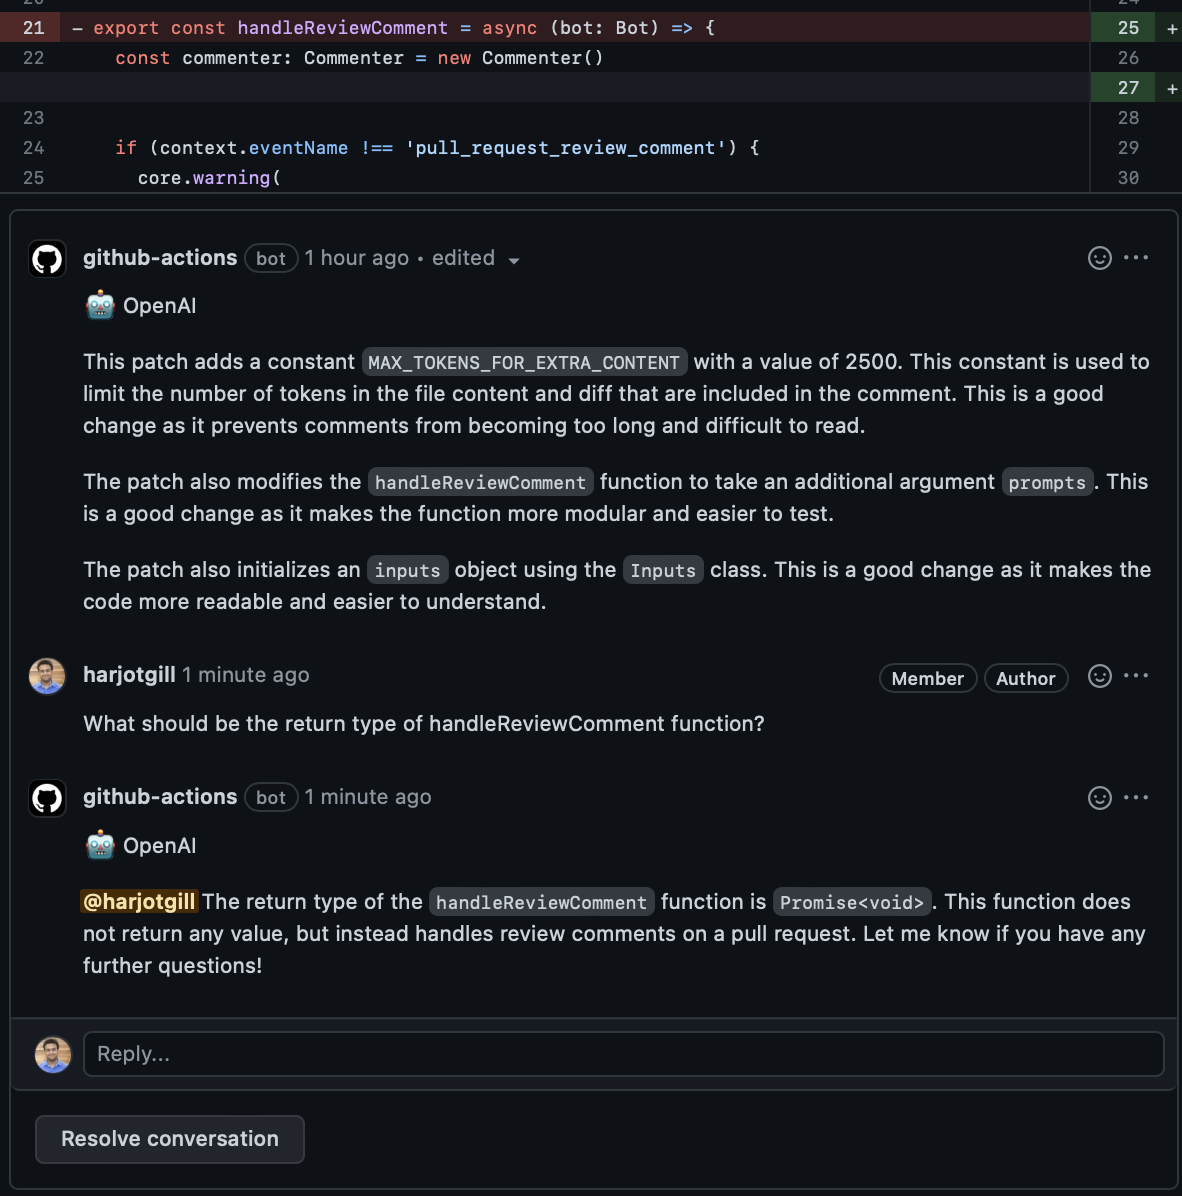 20 24
21 – export const handleReviewComment = async (bot: Bot) => { 25 +
22 const commenter: Commenter = new Commenter() 26
27 +
23 28
24 if (context.eventName !== 'pull_request_review_comment') { 29
25 core.warning( 30
github-actions bot 1 hour ago • edited
🤖 OpenAI
This patch adds a constant MAX_TOKENS_FOR_EXTRA_CONTENT with a value of 2500. This constant is used to
limit the number of tokens in the file content and diff that are included in the comment. This is a good
change as it prevents comments from becoming too long and difficult to read.
The patch also modifies the handleReviewComment function to take an additional argument prompts. This
is a good change as it makes the function more modular and easier to test.
The patch also initializes an inputs object using the Inputs class. This is a good change as it makes the
code more readable and easier to understand.
harjotgill 1 minute ago Member Author
What should be the return type of handleReviewComment function?
github-actions bot 1 minute ago
🤖 OpenAI
@harjotgill The return type of the handleReviewComment function is Promise<void>. This function does
not return any value, but instead handles review comments on a pull request. Let me know if you have any
further questions!
Reply...
Resolve conversation